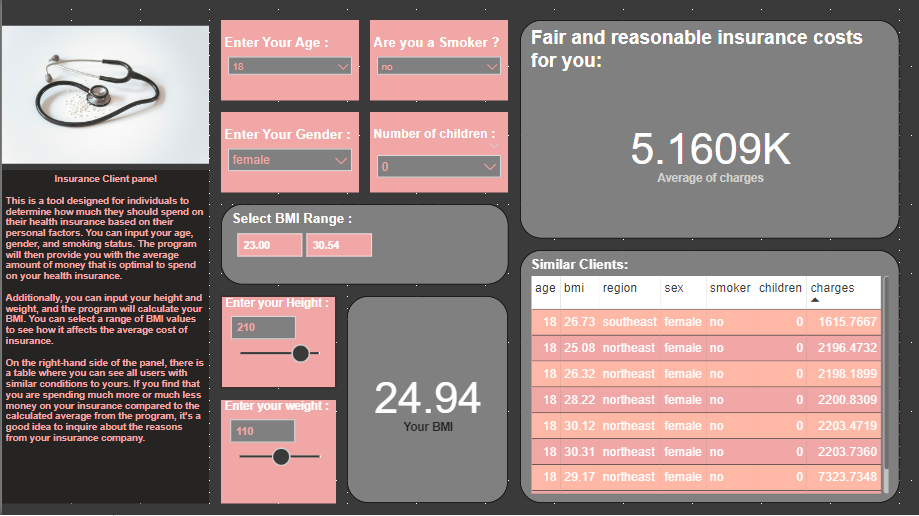 Insurance Client panel
This is a tool designed for individuals to
determine how much they should spend on
their health insurance based on their
personal factors. You can input your age,
gender, and smoking status. The program
will then provide you with the average
amount of money that is optimal to spend
on your health insurance.
Additionally, you can input your height and
weight, and the program will calculate your
BMI. You can select a range of BMI values
to see how it affects the average cost of
insurance.
On the right-hand side of the panel, there is
a table where you can see all users with
similar conditions to yours. If you find that
you are spending much more or much less
money on your insurance compared to the
calculated average from the program, it's a
good idea to inquire about the reasons
from your insurance company.
Enter Your Age :
18
Are you a Smoker ?
no
Enter Your Gender :
female
Number of children :
0
Select BMI Range :
23.00 30.54
Enter your Height :
210
Enter your weight :
110
24.94
Your BMI
Fair and reasonable insurance costs
for you:
5.1609K
Average of charges
Similar Clients:
age bmi region sex smoker children charges
18 26.73 southeast female no 0 1615.7667
18 25.08 northeast female no 0 2196.4732
18 26.32 northeast female no 0 2198.1899
18 28.22 northeast female no 0 2200.8309
18 30.12 northeast female no 0 2203.4719
18 30.31 northeast female no 0 2203.7360
18 29.17 northeast female no 0 7323.7348